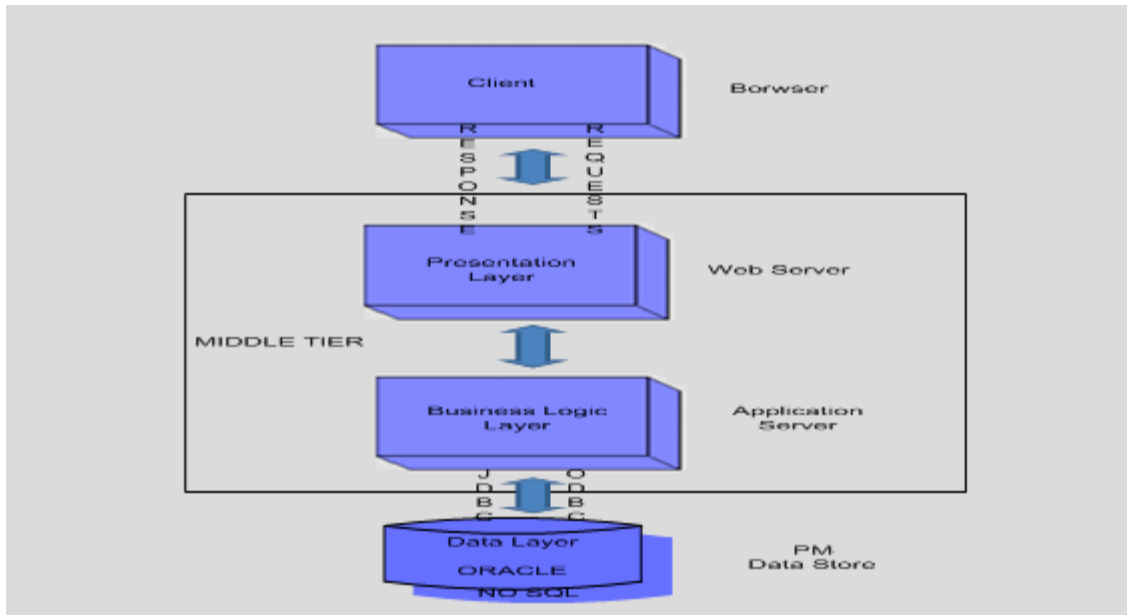 Client
Borwser
RESPONSE
REQUESTS
Presentation
Layer
Web Server
MIDDLE TIER
Business Logic
Layer
Application
Server
JDBC
ODBC
Data Layer
ORACLE
NO SQL
PM
Data Store